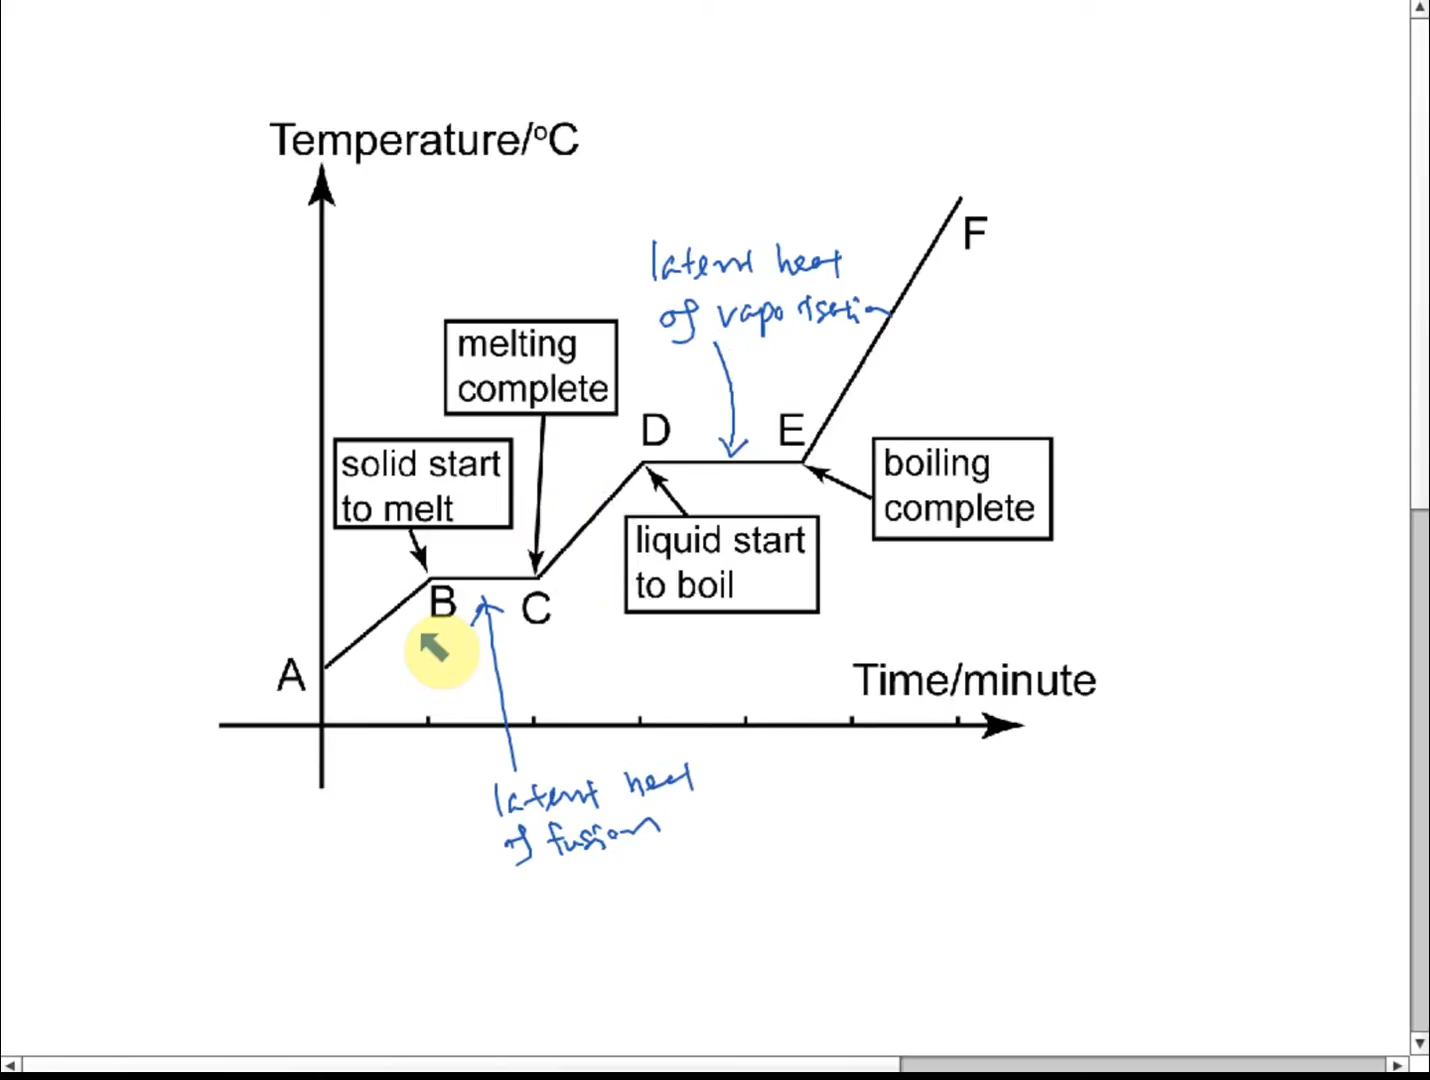 Temperature/°C
F
latent heat
of vaporisation
melting
complete
D
E
solid start
to melt
boiling
complete
liquid start
to boil
B
C
A
Time/minute
latent heat
of fussion